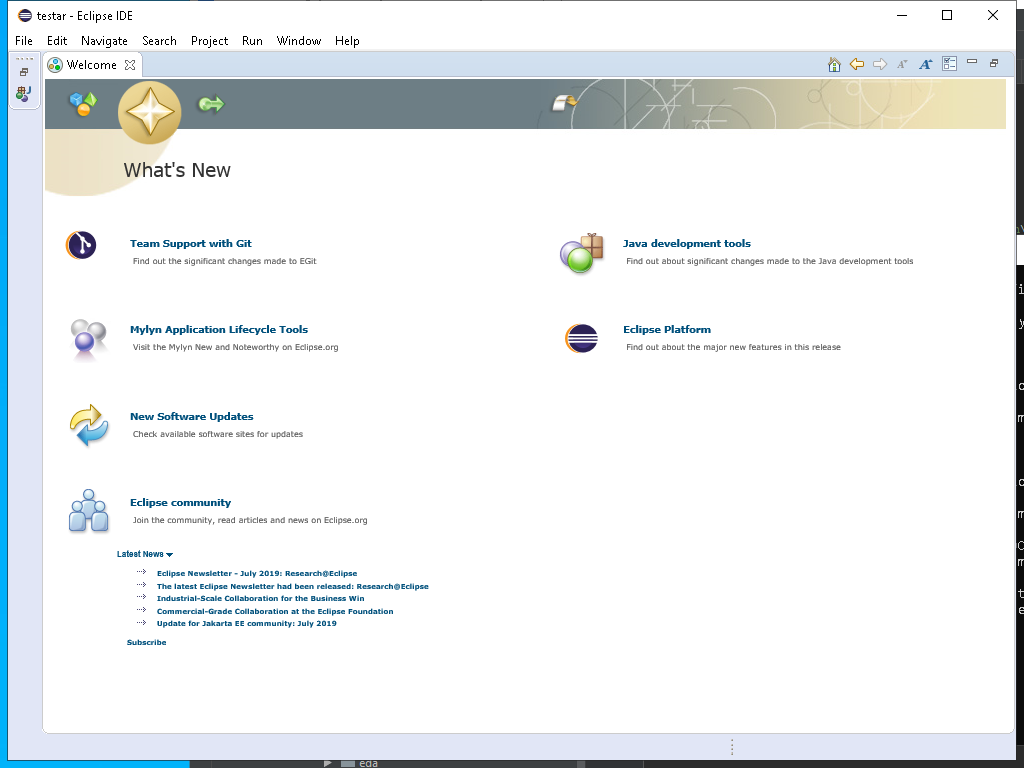 testar - Eclipse IDE
File Edit Navigate Search Project Run Window Help
Welcome
What's New
Team Support with Git
Find out the significant changes made to EGit
Java development tools
Find out about significant changes made to the Java development tools
Mylyn Application Lifecycle Tools
Visit the Mylyn New and Noteworthy on Eclipse.org
Eclipse Platform
Find out about the major new features in this release
New Software Updates
Check available software sites for updates
Eclipse community
Join the community, read articles and news on Eclipse.org
Latest News
Eclipse Newsletter - July 2019: Research@Eclipse
The latest Eclipse Newsletter had been released: Research@Eclipse
Industrial-Scale Collaboration for the Business Win
Commercial-Grade Collaboration at the Eclipse Foundation
Update for Jakarta EE community: July 2019
Subscribe
eda